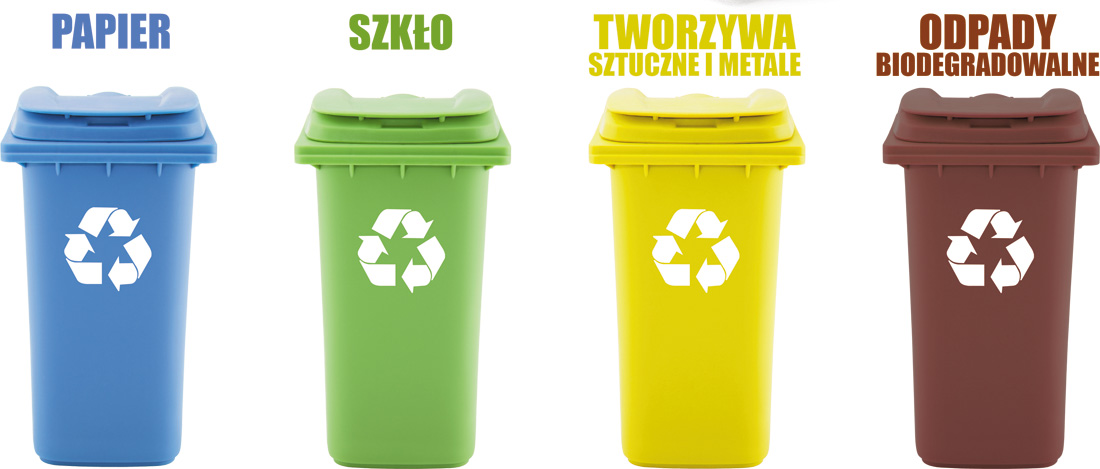 PAPIER
SZKŁO
TWORZYWA
SZTUCZNE I METALE
ODPADY
BIODEGRADOWALNE